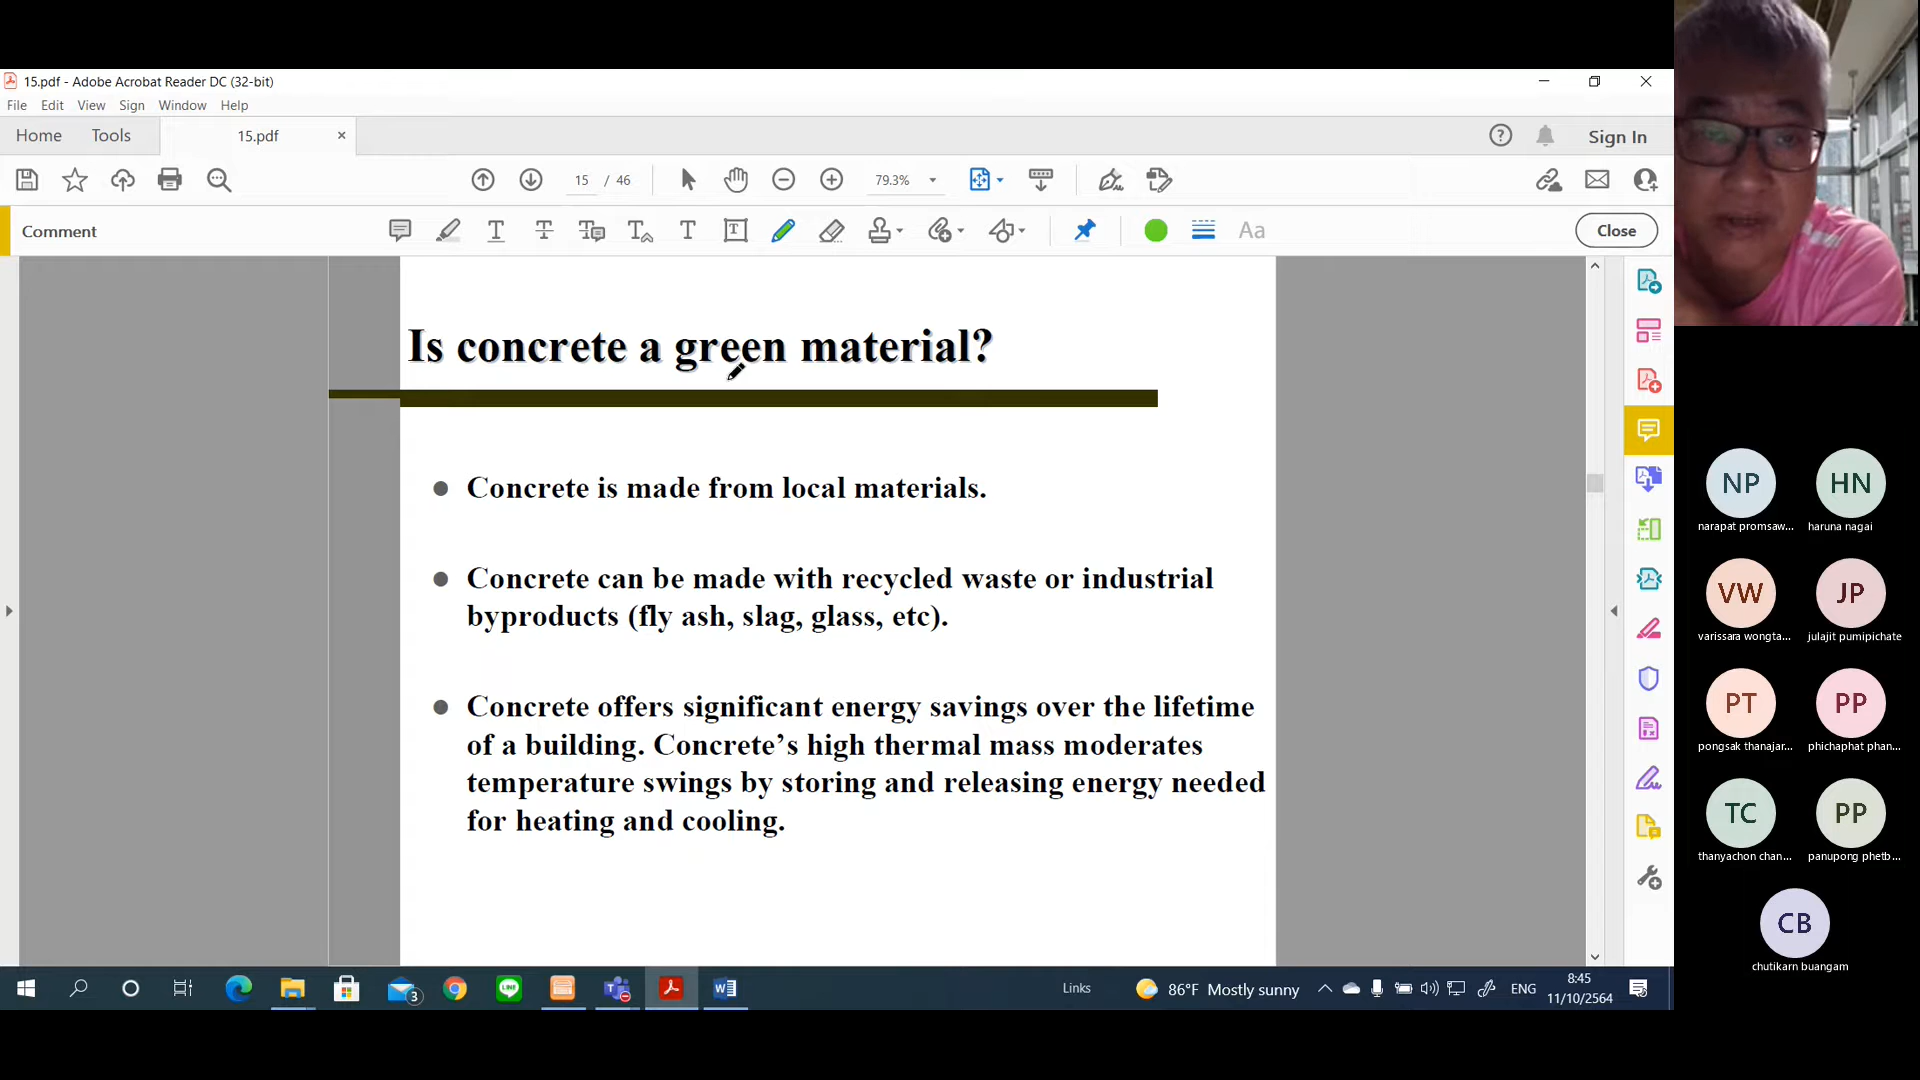 15.pdf - Adobe Acrobat Reader DC (32-bit)
File Edit View Sign Window Help
Home Tools 15.pdf Sign In
15 / 46 79.3%
Comment Close
Is concrete a green material?
Concrete is made from local materials.
Concrete can be made with recycled waste or industrial
byproducts (fly ash, slag, glass, etc).
Concrete offers significant energy savings over the lifetime
of a building. Concrete’s high thermal mass moderates
temperature swings by storing and releasing energy needed
for heating and cooling.
NP HN
narapat promsaw... haruna nagai
VW JP
varissara wongta... julajit pumipichate
PT PP
pongsak thanajar... phichaphat phan...
TC PP
thanyachon chan... panupong phetb...
CB
chutikarn buangam
3 LINE Links 86°F Mostly sunny ENG
8:45
11/10/2564